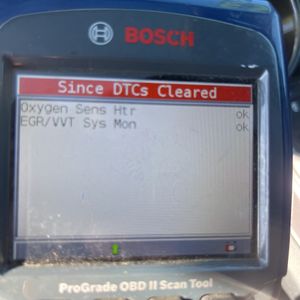 BOSCH
Since DTCs Cleared
Oxygen Sens Htr ok
EGR/VVT Sys Mon ok
ProGrade OBD II Scan Tool